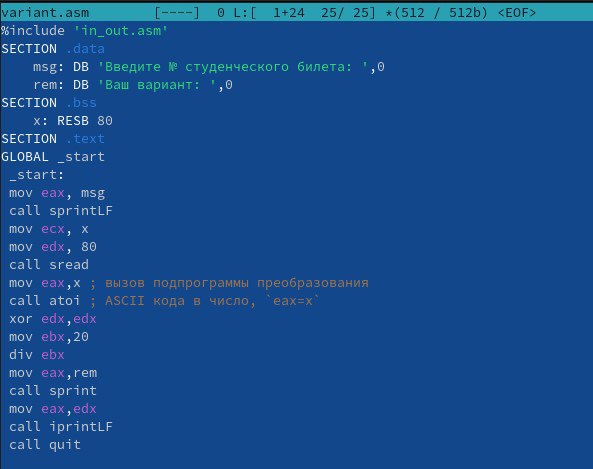 variant.asm        [----]  0 L:[  1+24  25/ 25] *(512 / 512b) <EOF>
%include 'in_out.asm'
SECTION .data
    msg: DB 'Введите № студенческого билета: ',0
    rem: DB 'Ваш вариант: ',0
SECTION .bss
    x: RESB 80
SECTION .text
GLOBAL _start
 _start:
 mov eax, msg
 call sprintLF
 mov ecx, x
 mov edx, 80
 call sread
 mov eax,x ; вызов подпрограммы преобразования
 call atoi ; ASCII кода в число, `eax=x`
 xor edx,edx
 mov ebx,20
 div ebx
 mov eax,rem
 call sprint
 mov eax,edx
 call iprintLF
 call quit